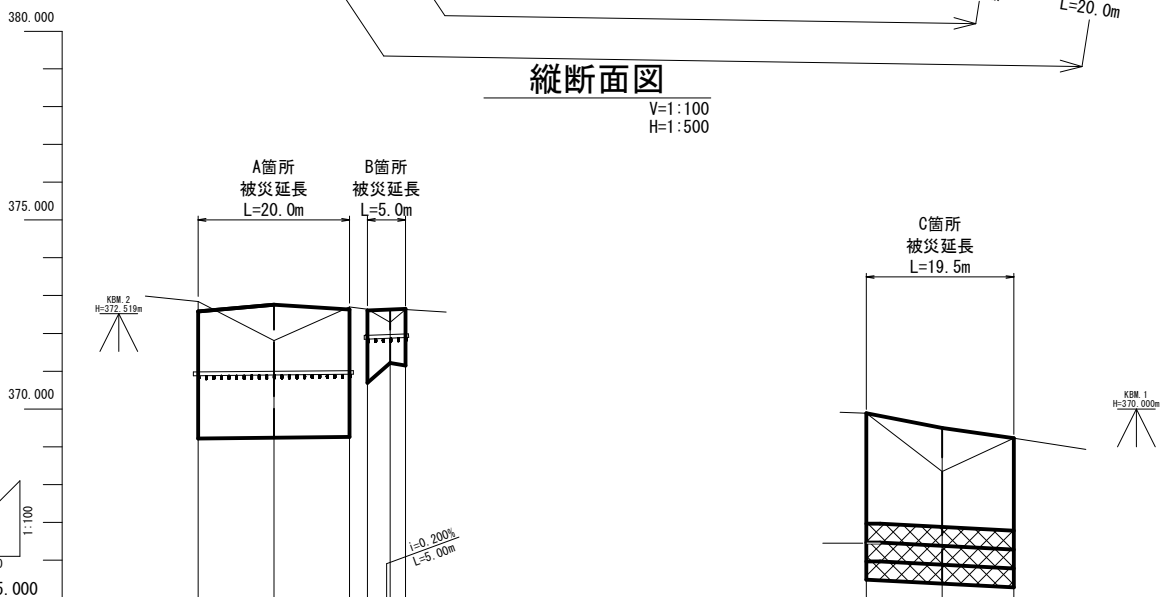 380.000
L=20.0m
縦断面図
V=1:100
H=1:500
A箇所
被災延長
L=20.0m
B箇所
被災延長
L=5.0m
375.000
C箇所
被災延長
L=19.5m
KBM.2
H=372.519m
370.000
KBM.1
H=370.000m
1:100
i=0.200%
L=5.00m
5.000